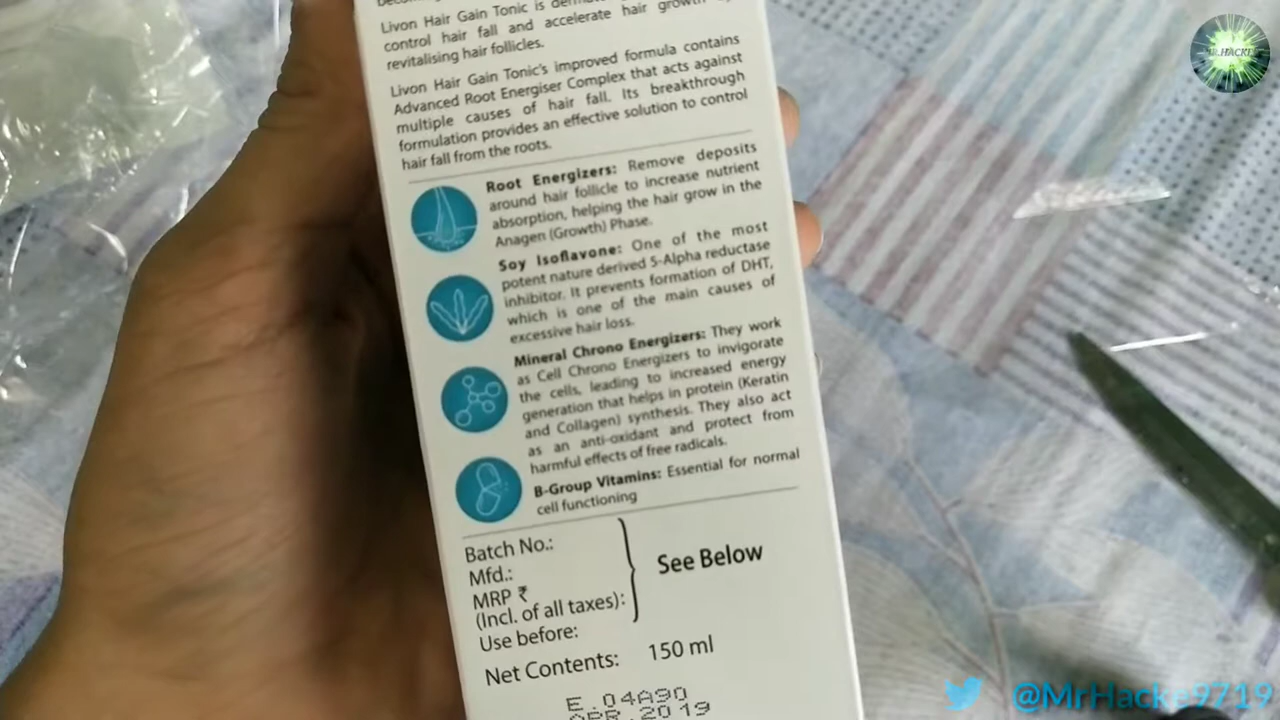 Livon Hair Gain Tonic is
control hair fall and accelerate hair growth
revitalising hair follicles.
Livon Hair Gain Tonic's improved formula contains
Advanced Root Energiser Complex that acts against
multiple causes of hair fall. Its breakthrough
formulation provides an effective solution to control
hair fall from the roots.
Root Energizers: Remove deposits
around hair follicle to increase nutrient
absorption, helping the hair grow in the
Anagen (Growth) Phase.
Soy Isoflavone: One of the most
potent nature derived 5-Alpha reductase
inhibitor. It prevents formation of DHT,
which is one of the main causes of
excessive hair loss.
Mineral Chrono Energizers: They work
as Cell Chrono Energizers to invigorate
the cells, leading to increased energy
generation that helps in protein (Keratin
and Collagen) synthesis. They also act
as an anti-oxidant and protect from
harmful effects of free radicals.
B-Group Vitamins: Essential for normal
cell functioning
Batch No.:
Mfd.:
MRP ₹
(Incl. of all taxes):
Use before:
See Below
Net Contents: 150 ml
E.04A90
APR.2019
@MrHacke9719